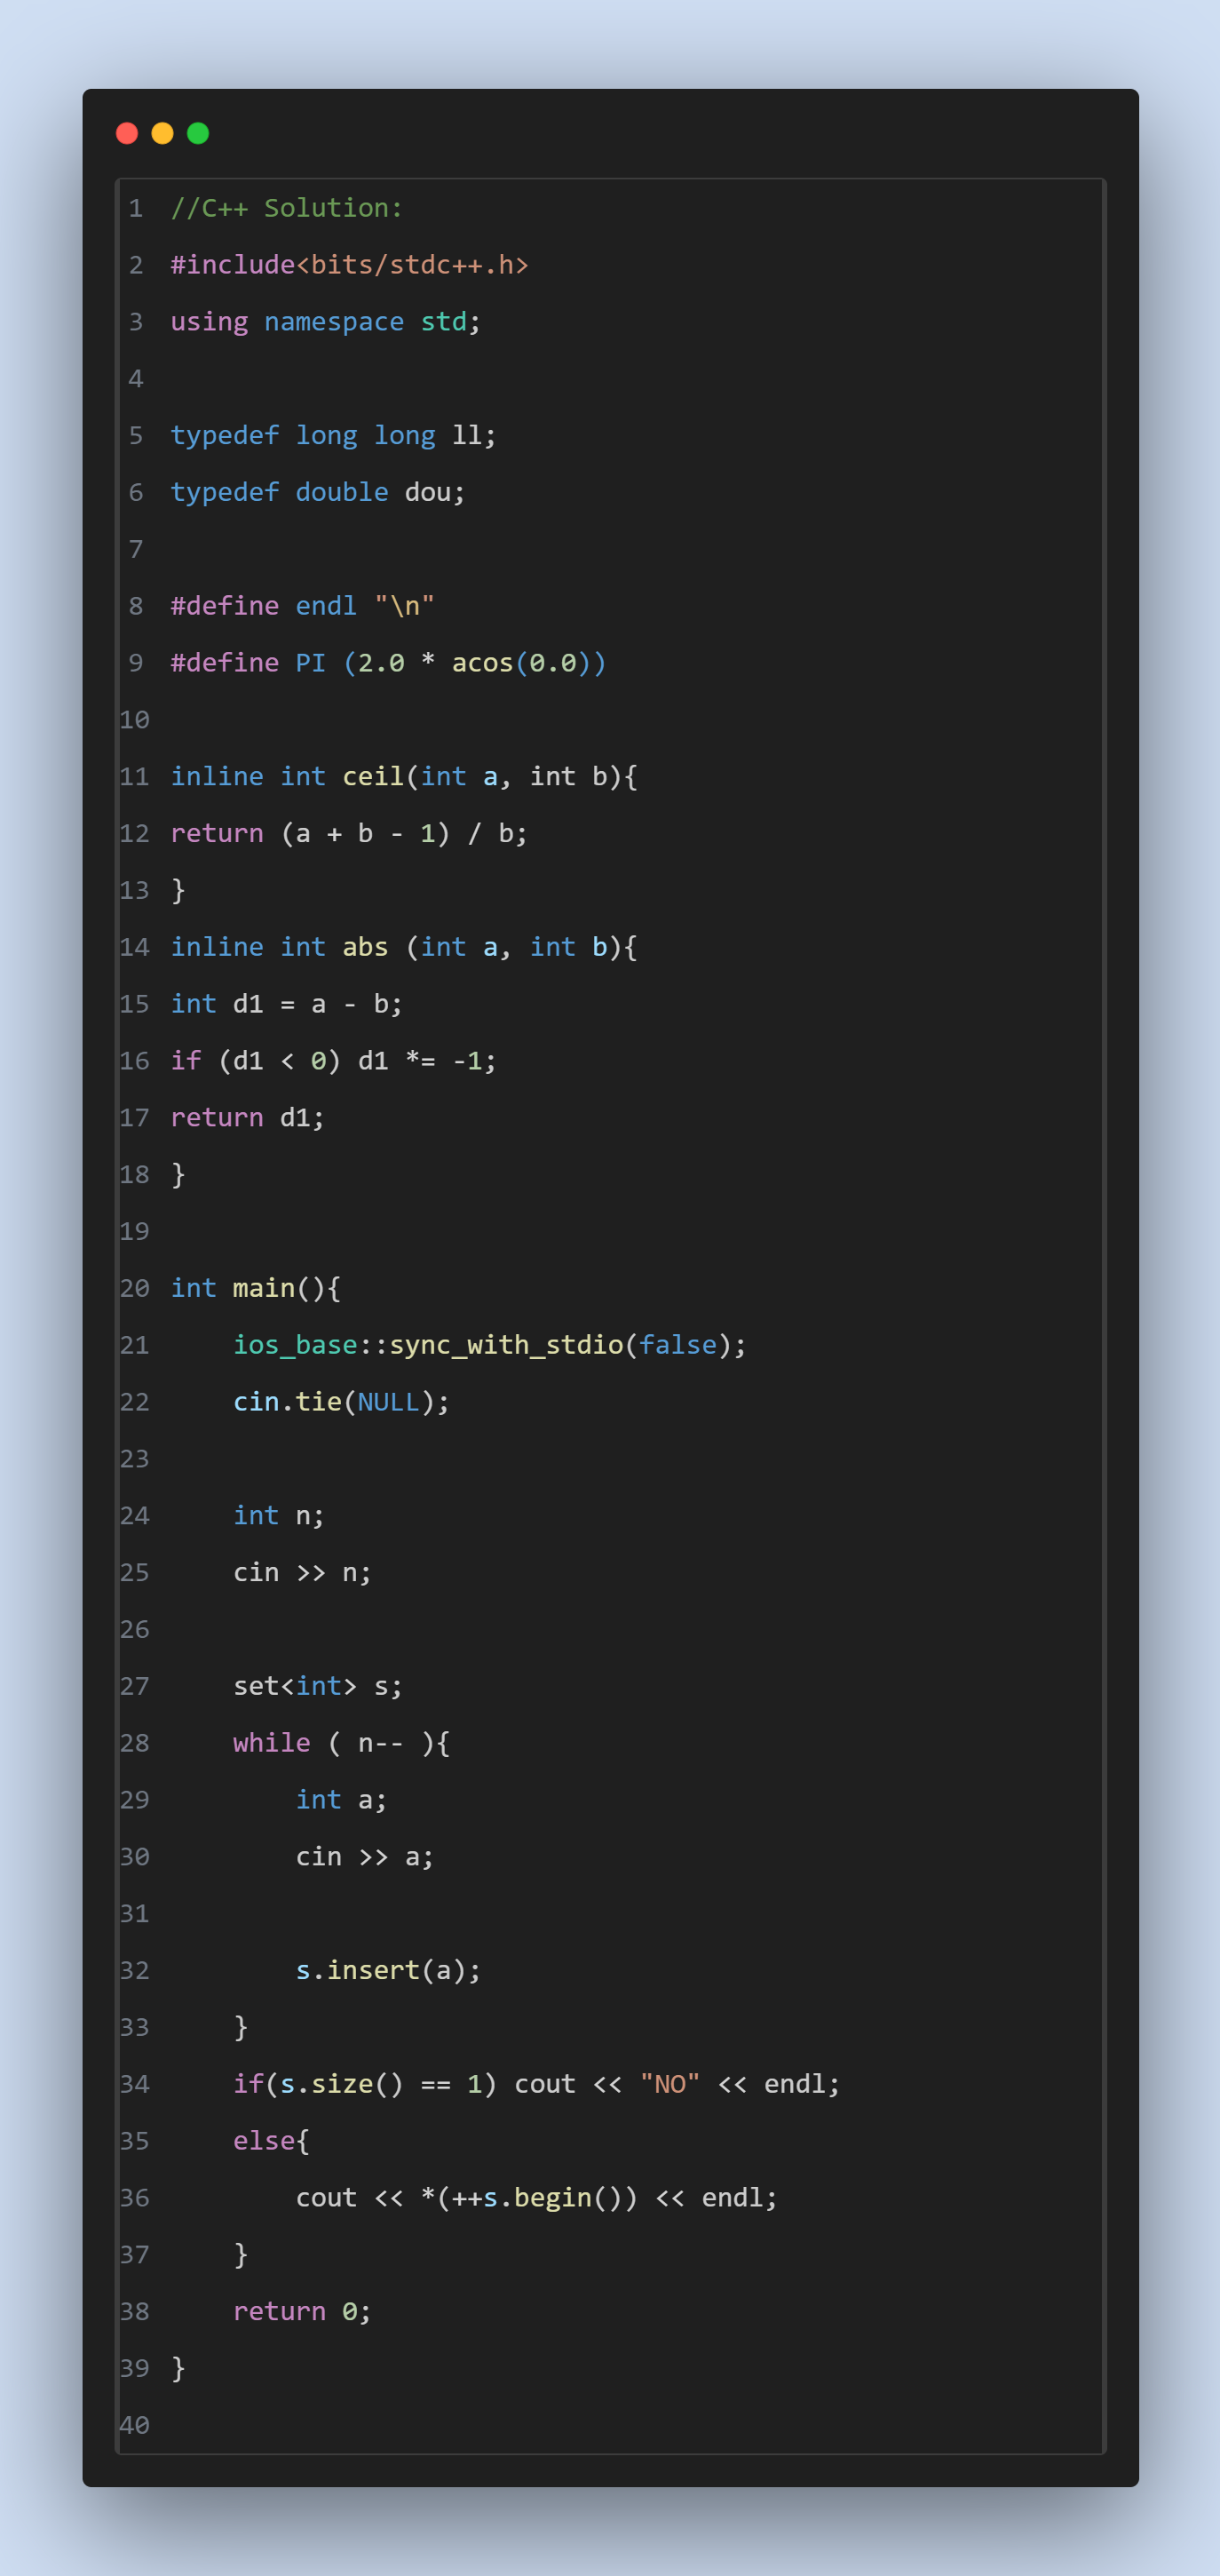 1 //C++ Solution:
2 #include<bits/stdc++.h>
3 using namespace std;
4
5 typedef long long ll;
6 typedef double dou;
7
8 #define endl "\n"
9 #define PI (2.0 * acos(0.0))
10
11 inline int ceil(int a, int b){
12 return (a + b - 1) / b;
13 }
14 inline int abs (int a, int b){
15 int d1 = a - b;
16 if (d1 < 0) d1 *= -1;
17 return d1;
18 }
19
20 int main(){
21     ios_base::sync_with_stdio(false);
22     cin.tie(NULL);
23
24     int n;
25     cin >> n;
26
27     set<int> s;
28     while ( n-- ){
29         int a;
30         cin >> a;
31
32         s.insert(a);
33     }
34     if(s.size() == 1) cout << "NO" << endl;
35     else{
36         cout << *(++s.begin()) << endl;
37     }
38     return 0;
39 }
40